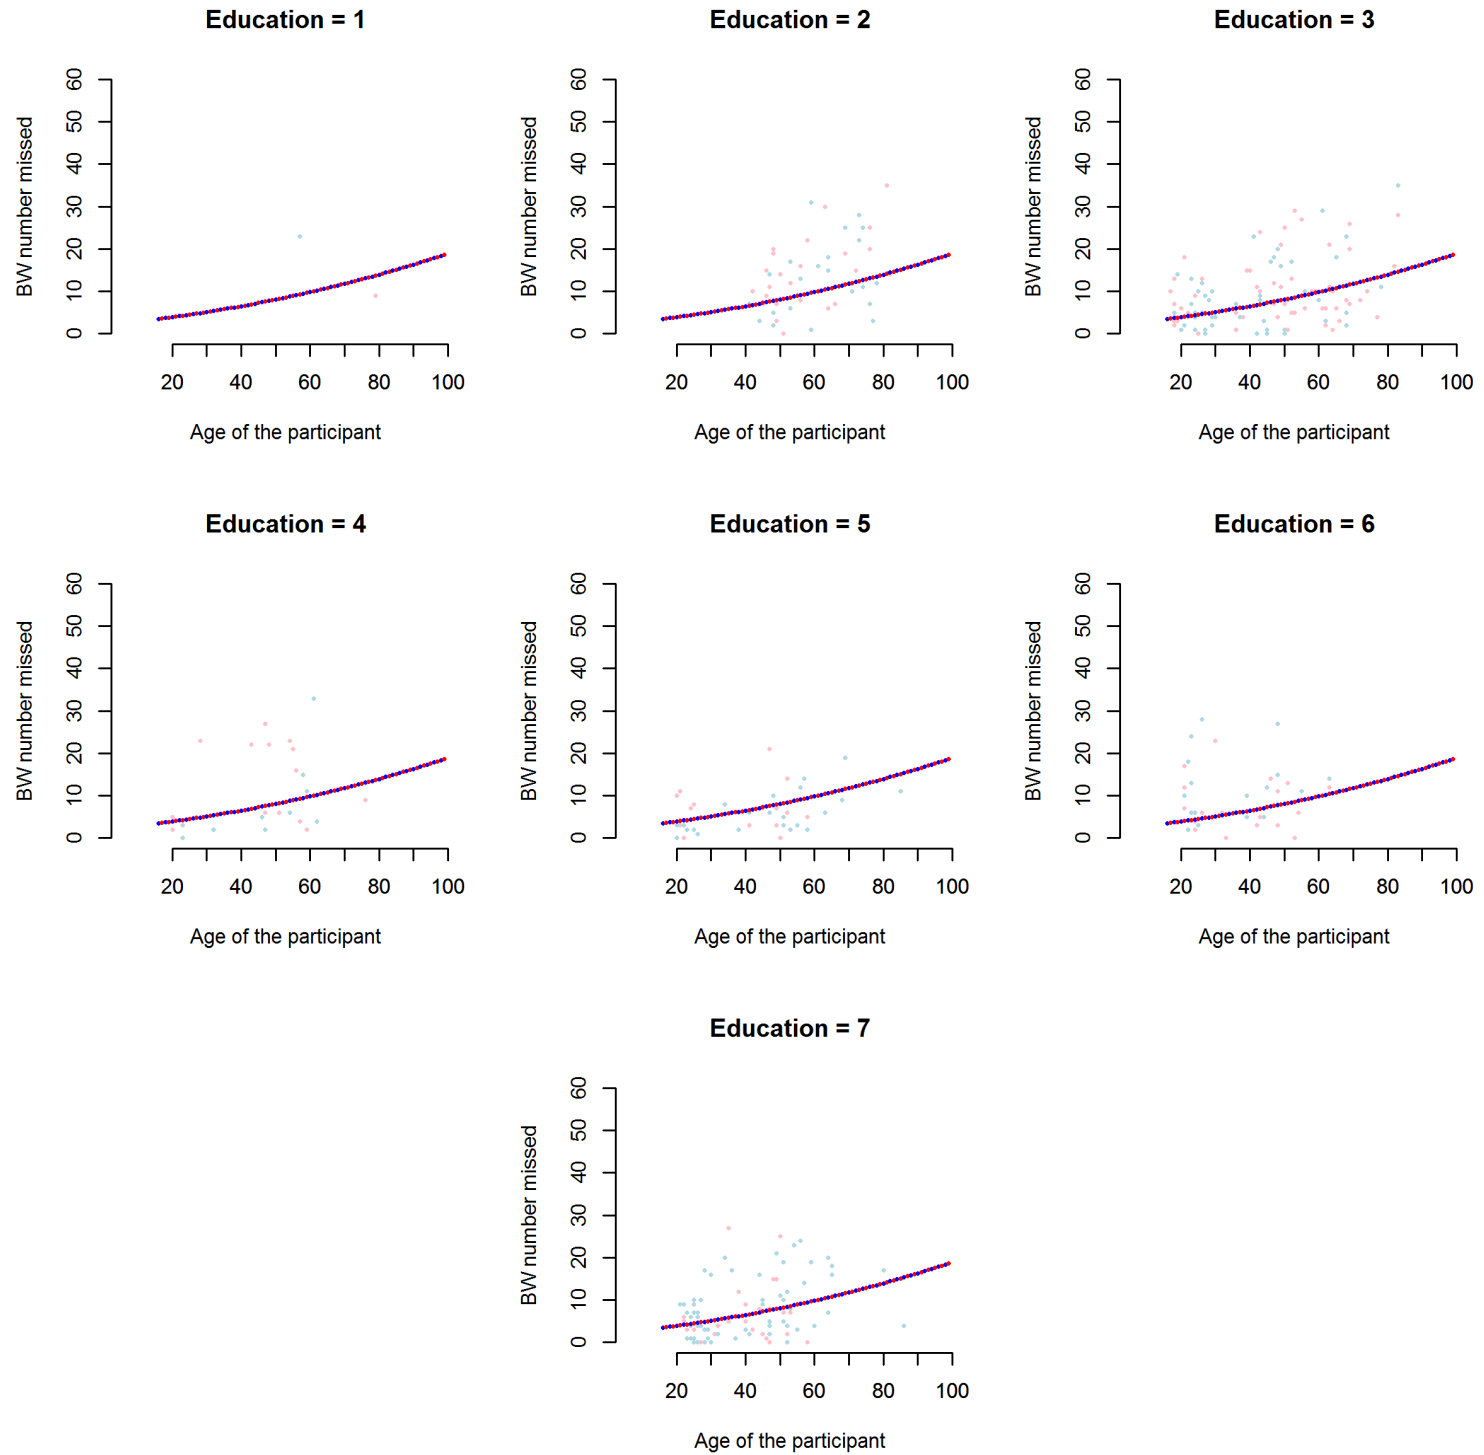 Education = 1
60
50
40
30
20
10
0
BW number missed
20 40 60 80 100
Age of the participant
Education = 2
60
50
40
30
20
10
0
BW number missed
20 40 60 80 100
Age of the participant
Education = 3
60
50
40
30
20
10
0
BW number missed
20 40 60 80 100
Age of the participant
Education = 4
60
50
40
30
20
10
0
BW number missed
20 40 60 80 100
Age of the participant
Education = 5
60
50
40
30
20
10
0
BW number missed
20 40 60 80 100
Age of the participant
Education = 6
60
50
40
30
20
10
0
BW number missed
20 40 60 80 100
Age of the participant
Education = 7
60
50
40
30
20
10
0
BW number missed
20 40 60 80 100
Age of the participant